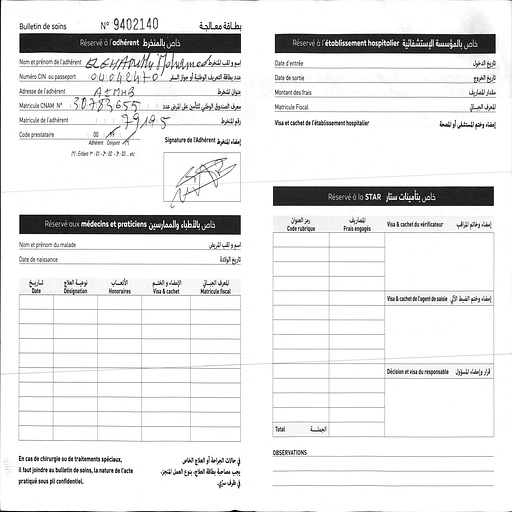 Bulletin de soins N° 9402140 بطاقة معالجة
Réservé à l'adhérent خاص بالمنخرط
Nom et prénom de l'adhérent Mohamed إسم و لقب المنخرط
Numéro CIN ou passeport 04042470 عدد بطاقة التعريف الوطنية أو جواز السفر
Adresse de l'adhérent عنوان المنخرط
Matricule CNAM N° 30783655 معرف الصندوق الوطني للتأمين على المرض عدد
Matricule de l'adhérent 79195 رقم المنخرط
Code prestataire 00 99
Adhérent Conjoint (*)
(*) : Enfant 1er : 01 - 2e : 02 - 3e : 03 ... etc
Signature de l'Adhérent إمضاء المنخرط
Réservé aux médecins et praticiens خاص بالأطباء والممارسين
Nom et prénom du malade إسم و لقب المريض
Date de naissance تاريخ الولادة
تاريخ نوعية العلاج الأتعاب الإمضاء و الختم المعرف الجبائي
Date Désignation Honoraires Visa & cachet Matricule fiscal
En cas de chirurgie ou de traitements spéciaux,
il faut joindre au bulletin de soins, la nature de l'acte
pratiqué sous pli confidentiel.
في حالات الجراحة أو العلاج الخاص
يجب مصاحبة بطاقة العلاج، بنوع العمل المنجز،
في ظرف سري.
Réservé à l'établissement hospitalier خاص بالمؤسسة الإستشفائية
Date d'entrée تاريخ الدخول
Date de sortie تاريخ الخروج
Montant des frais مقدار المصاريف
Matricule Fiscal المعرف الجبائي
Visa et cachet de l'établissement hospitalier إمضاء وختم المستشفى أو المصحة
Réservé à la STAR خاص بتأمينات ستار
رمز العنوان المصاريف
Code rubrique Frais engagés Visa & cachet du vérificateur إمضاء وخاتم المراقب
Visa & cachet de l'agent de saisie إمضاء وختم الضبط الآلي
Décision et visa du responsable قرار وإمضاء المسؤول
Total الجملة
OBSERVATIONS